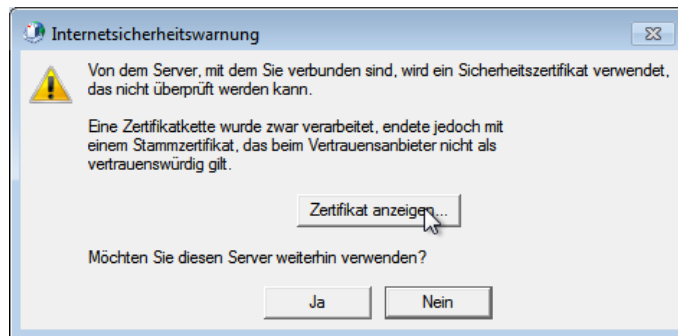 Internetsicherheitswarnung
Von dem Server, mit dem Sie verbunden sind, wird ein Sicherheitszertifikat verwendet,
das nicht überprüft werden kann.
Eine Zertifikatkette wurde zwar verarbeitet, endete jedoch mit
einem Stammzertifikat, das beim Vertrauensanbieter nicht als
vertrauenswürdig gilt.
Zertifikat anzeigen...
Möchten Sie diesen Server weiterhin verwenden?
Ja Nein